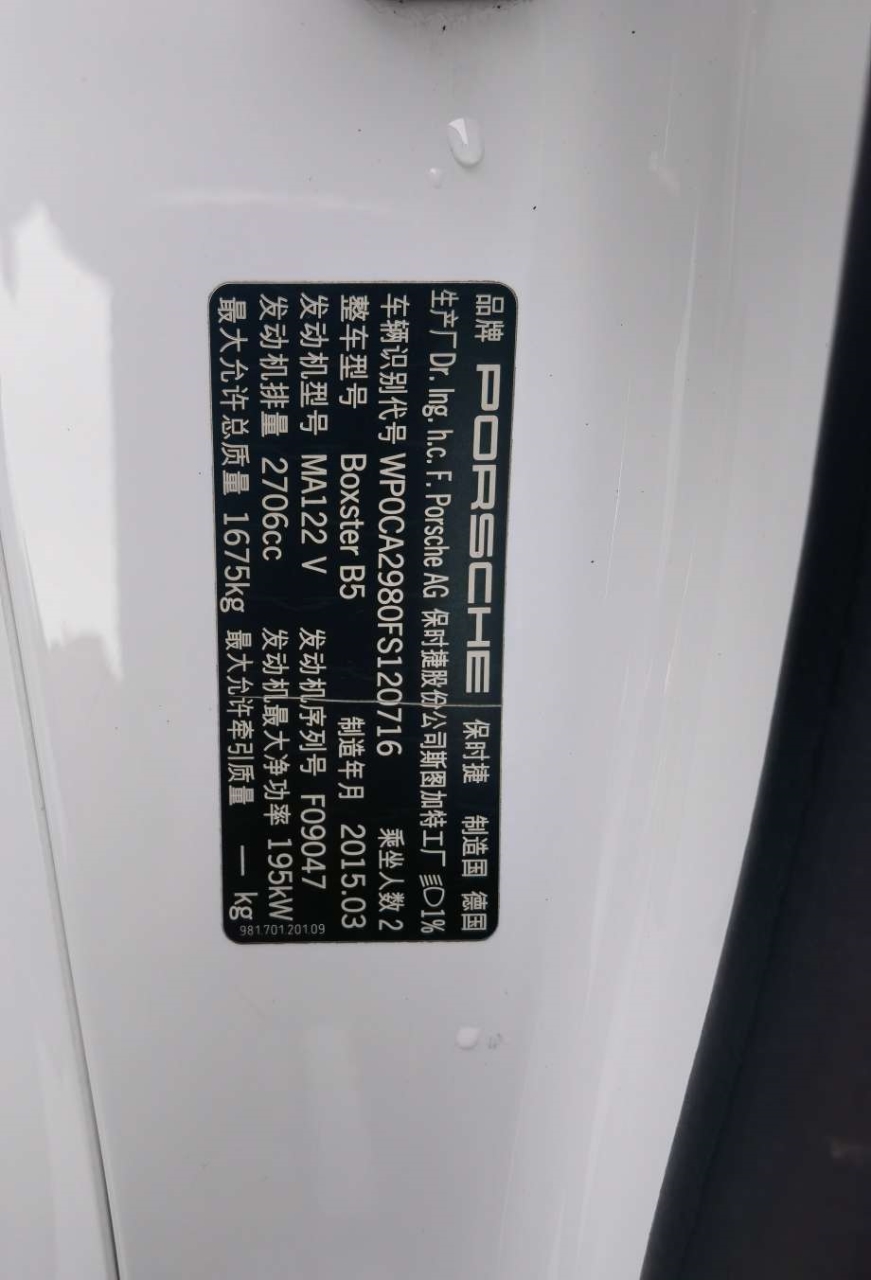 品牌 PORSCHE 保时捷 制造国 德国
生产厂 Dr. Ing. h.c. F. Porsche AG 保时捷股份公司斯图加特工厂 1%
车辆识别代号 WP0CA2980FS120716 乘坐人数 2
整车型号 Boxster B5 制造年月 2015.03
发动机型号 MA122 V 发动机序列号 F09047
发动机排量 2706cc 发动机最大净功率 195kW
最大允许总质量 1675kg 最大允许牵引质量 — kg
981.701.201.09